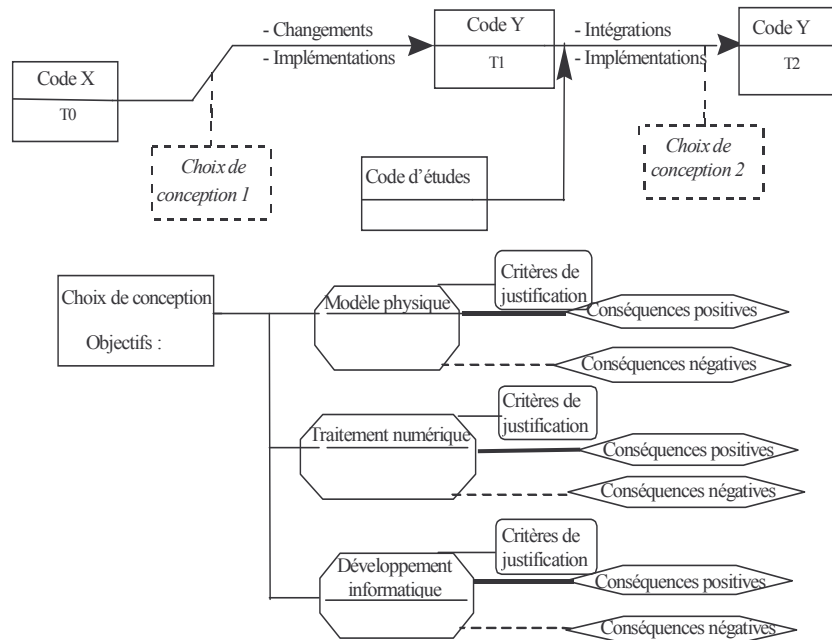 - Changements
- Implémentations
Code Y
T1
- Intégrations
- Implémentations
Code Y
T2
Code X
T0
Choix de
conception 1
Choix de
conception 2
Code d'études
Choix de conception
Objectifs :
Modèle physique
Critères de
justification
Conséquences positives
Conséquences négatives
Traitement numérique
Critères de
justification
Conséquences positives
Conséquences négatives
Développement
informatique
Critères de
justification
Conséquences positives
Conséquences négatives